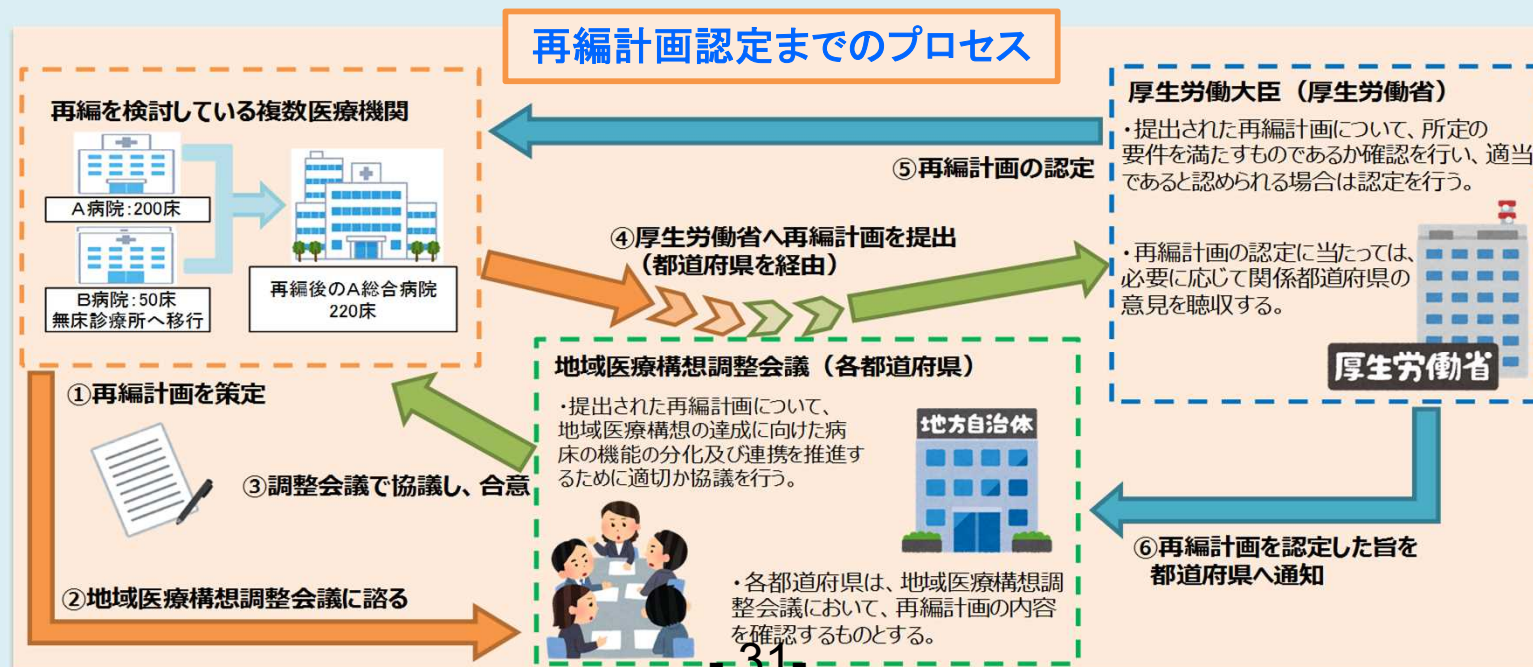 再編計画認定までのプロセス
再編を検討している複数医療機関
A病院:200床
B病院:50床
無床診療所へ移行
再編後のA総合病院
220床
①再編計画を策定
②地域医療構想調整会議に諮る
③調整会議で協議し、合意
④厚生労働省へ再編計画を提出
（都道府県を経由）
⑤再編計画の認定
厚生労働大臣（厚生労働省）
・提出された再編計画について、所定の
要件を満たすものであるか確認を行い、適当
であると認められる場合は認定を行う。
・再編計画の認定に当たっては、
必要に応じて関係都道府県の
意見を聴収する。
厚生労働省
地域医療構想調整会議（各都道府県）
・提出された再編計画について、
地域医療構想の達成に向けた病
床の機能の分化及び連携を推進す
るために適切か協議を行う。
地方自治体
・各都道府県は、地域医療構想調
整会議において、再編計画の内容
を確認するものとする。
⑥再編計画を認定した旨を
都道府県へ通知
- 31-